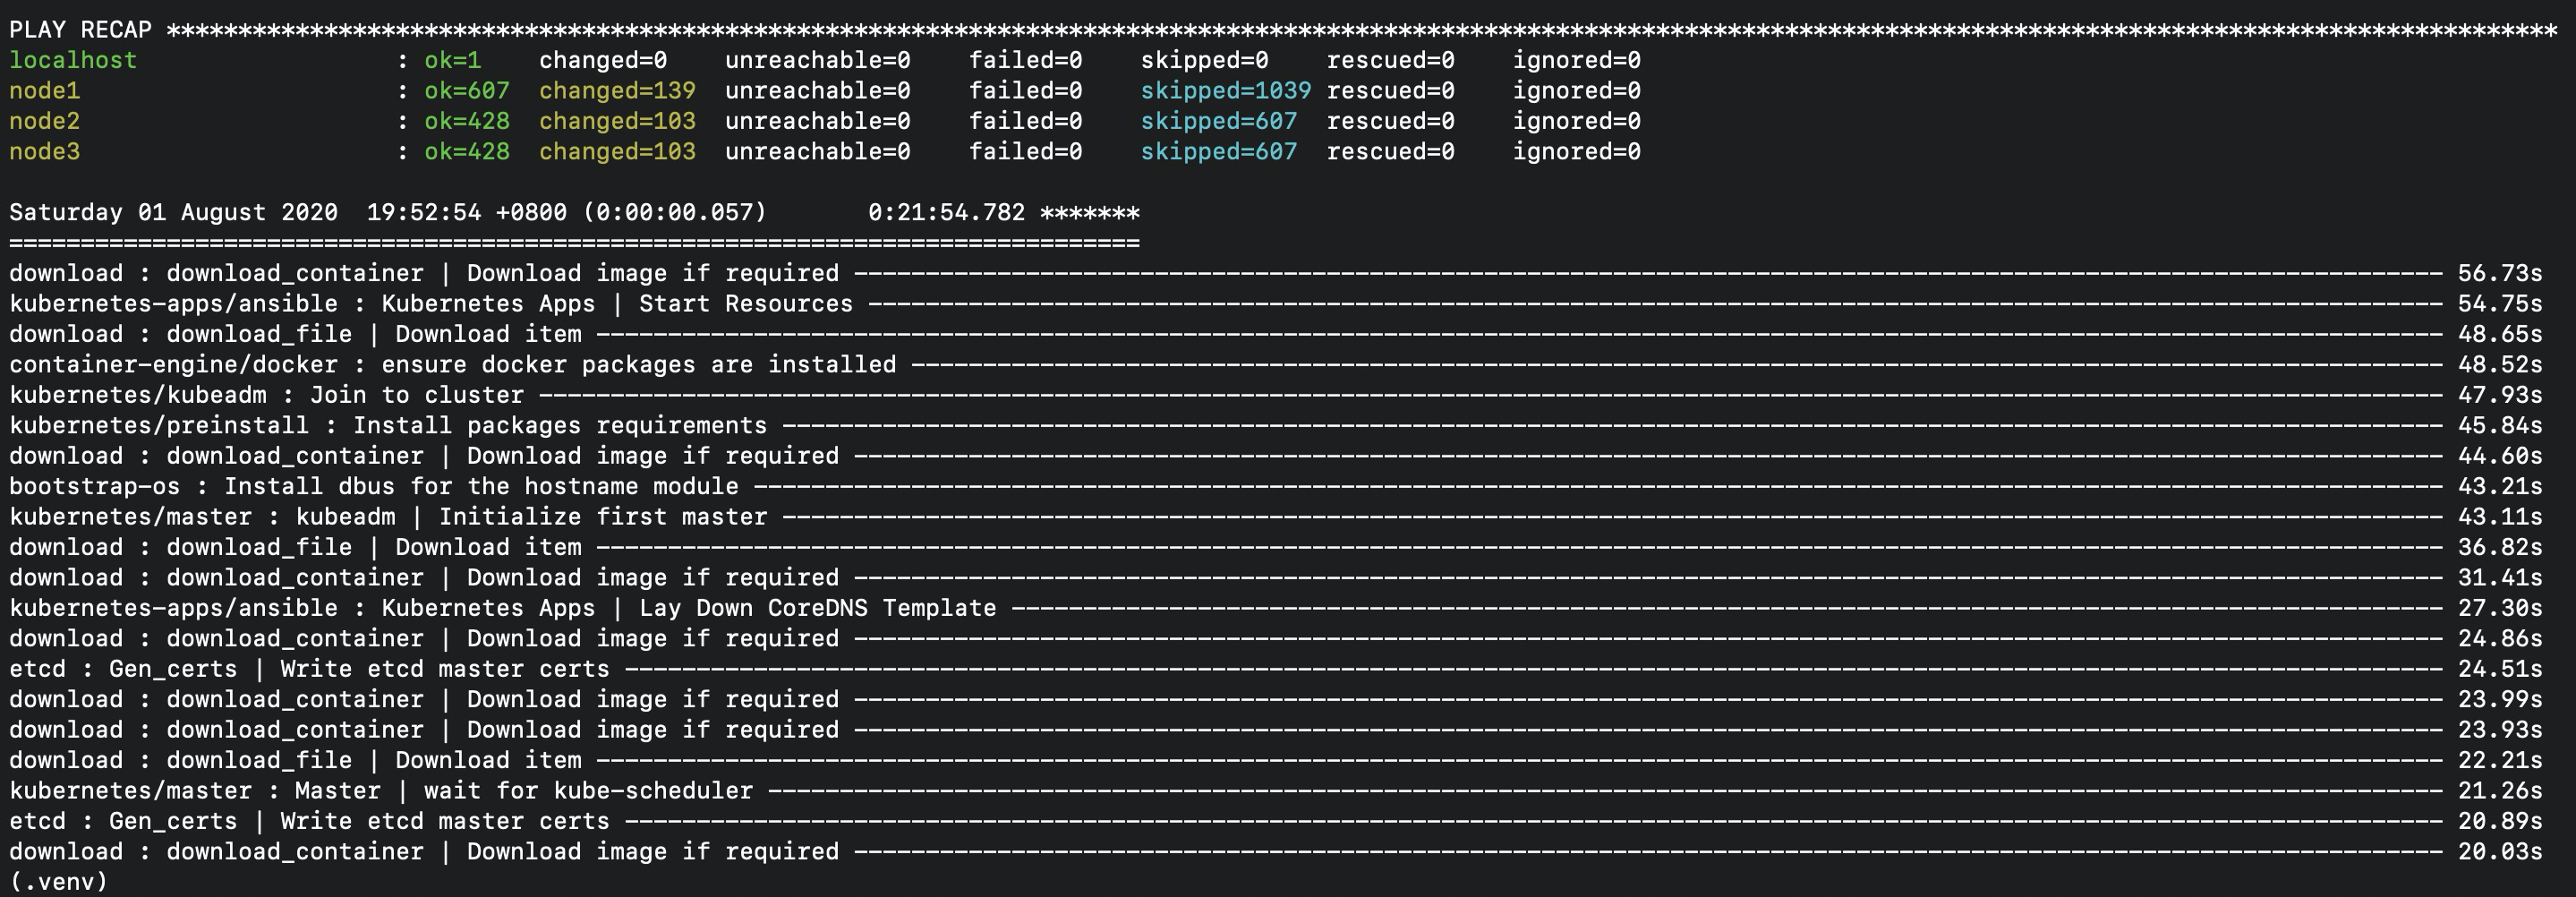 PLAY RECAP ***********************************************************************************************************************************************************************
localhost                  : ok=1    changed=0    unreachable=0    failed=0    skipped=0    rescued=0    ignored=0
node1                      : ok=607  changed=139  unreachable=0    failed=0    skipped=1039 rescued=0    ignored=0
node2                      : ok=428  changed=103  unreachable=0    failed=0    skipped=607  rescued=0    ignored=0
node3                      : ok=428  changed=103  unreachable=0    failed=0    skipped=607  rescued=0    ignored=0
Saturday 01 August 2020  19:52:54 +0800 (0:00:00.057)       0:21:54.782 *******
===============================================================================
download : download_container | Download image if required --------------------------------------------------------------------------------------------------------------- 56.73s
kubernetes-apps/ansible : Kubernetes Apps | Start Resources -------------------------------------------------------------------------------------------------------------- 54.75s
download : download_file | Download item --------------------------------------------------------------------------------------------------------------------------------- 48.65s
container-engine/docker : ensure docker packages are installed ----------------------------------------------------------------------------------------------------------- 48.52s
kubernetes/kubeadm : Join to cluster ------------------------------------------------------------------------------------------------------------------------------------- 47.93s
kubernetes/preinstall : Install packages requirements -------------------------------------------------------------------------------------------------------------------- 45.84s
download : download_container | Download image if required --------------------------------------------------------------------------------------------------------------- 44.60s
bootstrap-os : Install dbus for the hostname module ---------------------------------------------------------------------------------------------------------------------- 43.21s
kubernetes/master : kubeadm | Initialize first master -------------------------------------------------------------------------------------------------------------------- 43.11s
download : download_file | Download item --------------------------------------------------------------------------------------------------------------------------------- 36.82s
download : download_container | Download image if required --------------------------------------------------------------------------------------------------------------- 31.41s
kubernetes-apps/ansible : Kubernetes Apps | Lay Down CoreDNS Template ---------------------------------------------------------------------------------------------------- 27.30s
download : download_container | Download image if required --------------------------------------------------------------------------------------------------------------- 24.86s
etcd : Gen_certs | Write etcd master certs ------------------------------------------------------------------------------------------------------------------------------- 24.51s
download : download_container | Download image if required --------------------------------------------------------------------------------------------------------------- 23.99s
download : download_container | Download image if required --------------------------------------------------------------------------------------------------------------- 23.93s
download : download_file | Download item --------------------------------------------------------------------------------------------------------------------------------- 22.21s
kubernetes/master : Master | wait for kube-scheduler --------------------------------------------------------------------------------------------------------------------- 21.26s
etcd : Gen_certs | Write etcd master certs ------------------------------------------------------------------------------------------------------------------------------- 20.89s
download : download_container | Download image if required --------------------------------------------------------------------------------------------------------------- 20.03s
(.venv)